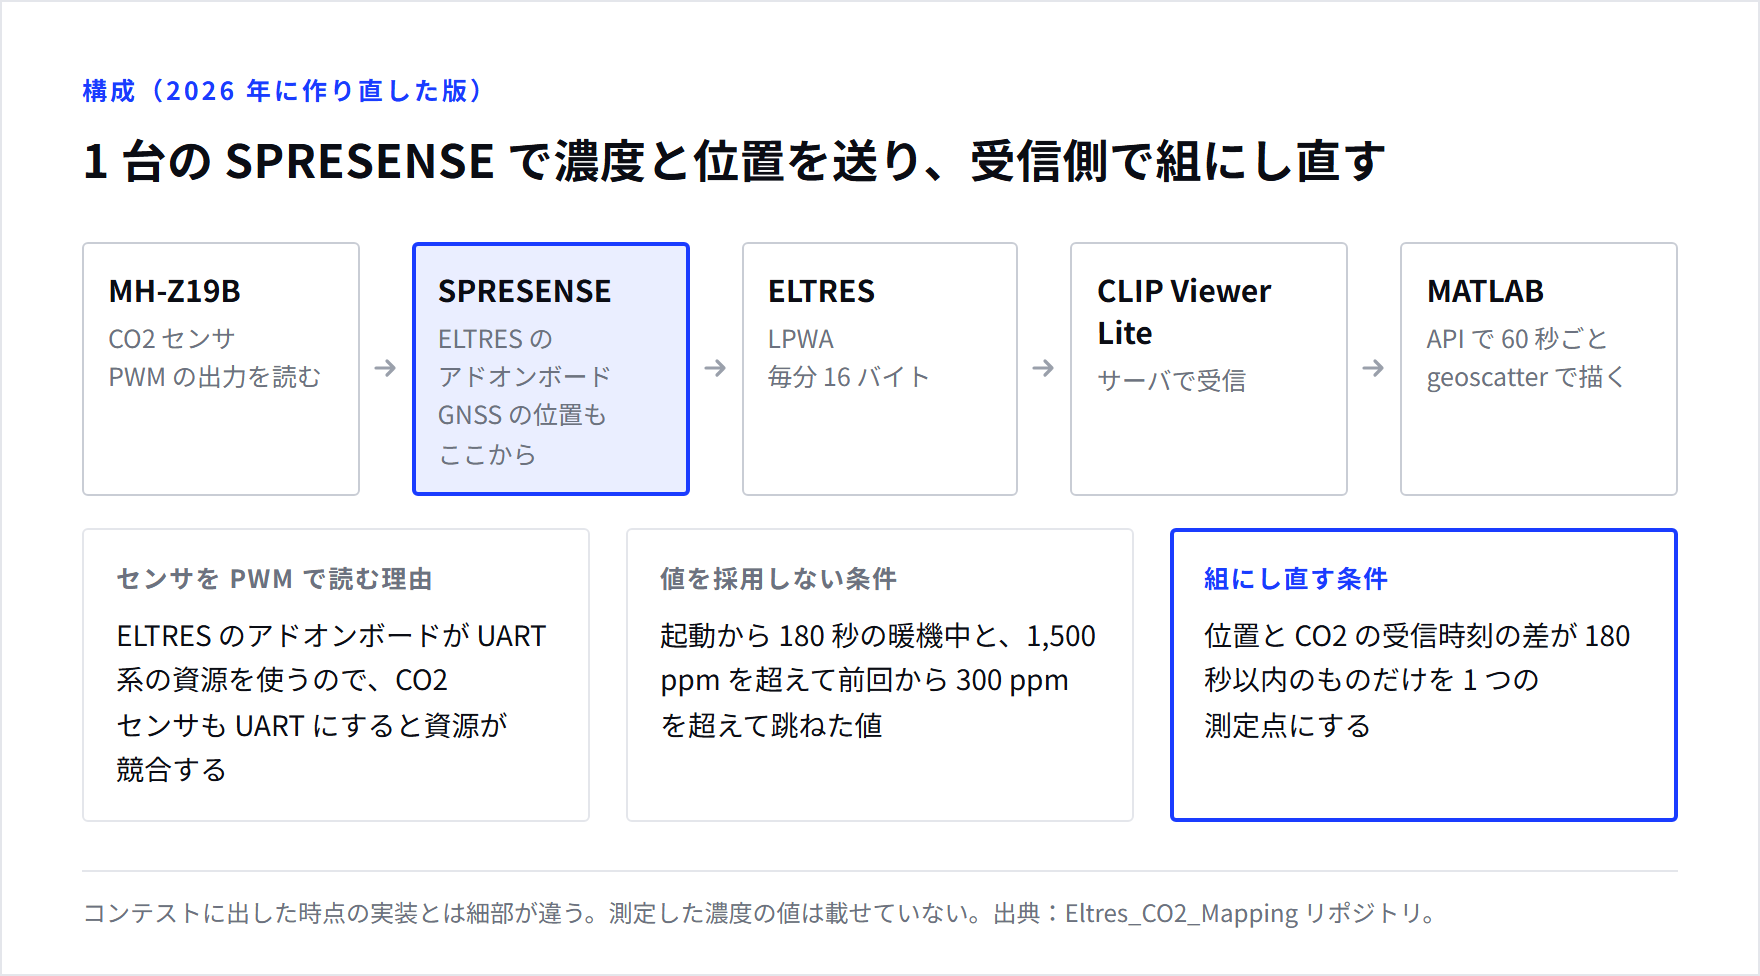 構成（2026 年に作り直した版）
1 台の SPRESENSE で濃度と位置を送り、受信側で組にし直す
MH-Z19B
CO2 センサ
PWM の出力を読む
→
SPRESENSE
ELTRES の
アドオンボード
GNSS の位置も
ここから
→
ELTRES
LPWA
毎分 16 バイト
→
CLIP Viewer
Lite
サーバで受信
→
MATLAB
API で 60 秒ごと
geoscatter で描く
センサを PWM で読む理由
ELTRES のアドオンボードが UART
系の資源を使うので、CO2
センサも UART にすると資源が
競合する
値を採用しない条件
起動から 180 秒の暖機中と、1,500
ppm を超えて前回から 300 ppm
を超えて跳ねた値
組にし直す条件
位置と CO2 の受信時刻の差が 180
秒以内のものだけを 1 つの
測定点にする
コンテストに出した時点の実装とは細部が違う。測定した濃度の値は載せていない。出典：Eltres_CO2_Mapping リポジトリ。